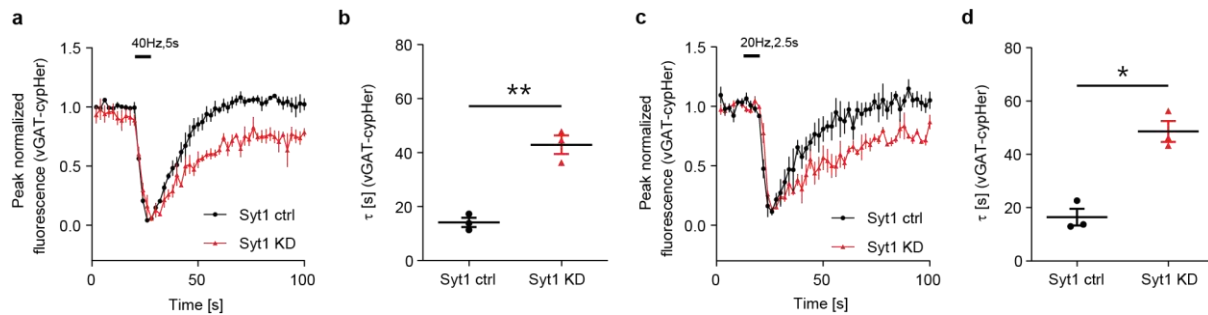 a
40Hz,5s
Peak normalized
fluorescence (vGAT-cypHer)
1.5
1.0
0.5
0.0
0
50
100
Time [s]
Syt1 ctrl
Syt1 KD
b
τ [s] (vGAT-cypHer)
80
60
40
20
0
**
Syt1 ctrl
Syt1 KD
c
20Hz,2.5s
Peak normalized
fluorescence (vGAT-cypHer)
1.5
1.0
0.5
0.0
0
50
100
Time [s]
Syt1 ctrl
Syt1 KD
d
τ [s] (vGAT-cypHer)
80
60
40
20
0
*
Syt1 ctrl
Syt1 KD